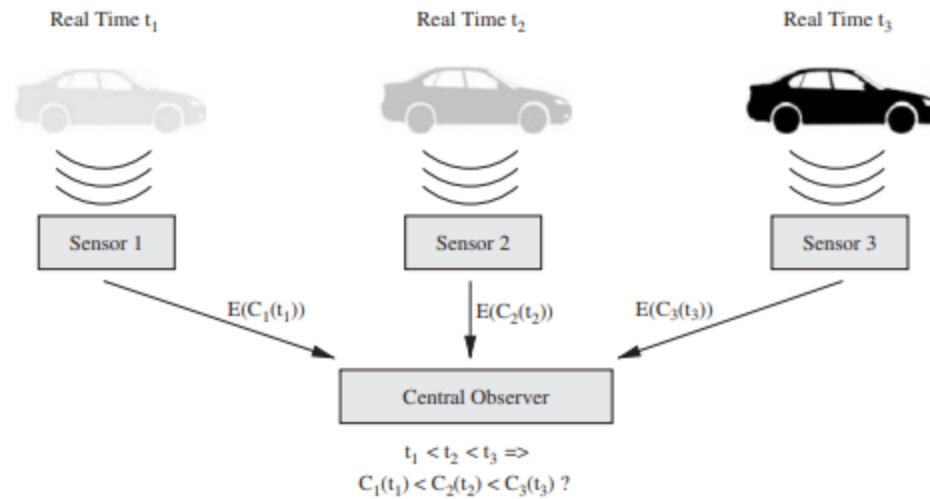 Real Time t₁
Real Time t₂
Real Time t₃
Sensor 1
Sensor 2
Sensor 3
E(C₁(t₁))
E(C₂(t₂))
E(C₃(t₃))
Central Observer
t₁ < t₂ < t₃ =>
C₁(t₁) < C₂(t₂) < C₃(t₃) ?